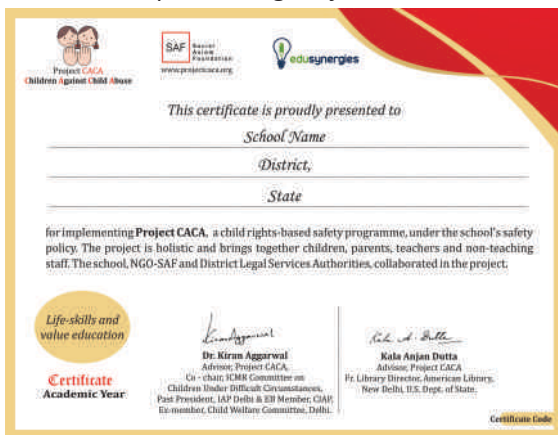 Project CACA
Children Against Child Abuse
SAF Social Axiom Foundation
www.projectcaca.org
edusynergies
This certificate is proudly presented to
School Name
District,
State
for implementing Project CACA, a child rights-based safety programme, under the school's safety
policy. The project is holistic and brings together children, parents, teachers and non-teaching
staff. The school, NGO-SAF and District Legal Services Authorities, collaborated in the project.
Life-skills and
value education
Certificate
Academic Year
Dr. Kiran Aggarwal
Advisor, Project CACA,
Co - chair, ICMR Committee on
Children Under Difficult Circumstances,
Past President, IAP Delhi & EB Member, CIAP,
Ex-member, Child Welfare Committee, Delhi.
Kala Anjan Dutta
Advisor, Project CACA
Fr. Library Director, American Library,
New Delhi, U.S. Dept. of State.
Certificate Code